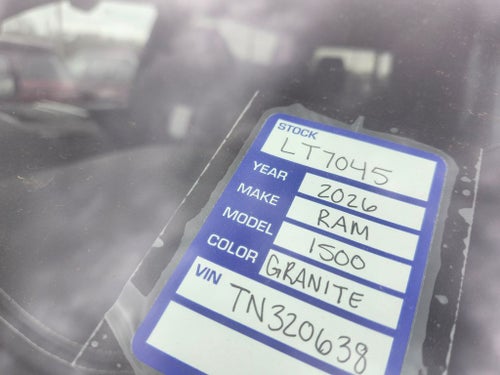 STOCK
LT7045
YEAR 2026
MAKE RAM
MODEL 1500
COLOR GRANITE
VIN TN320638